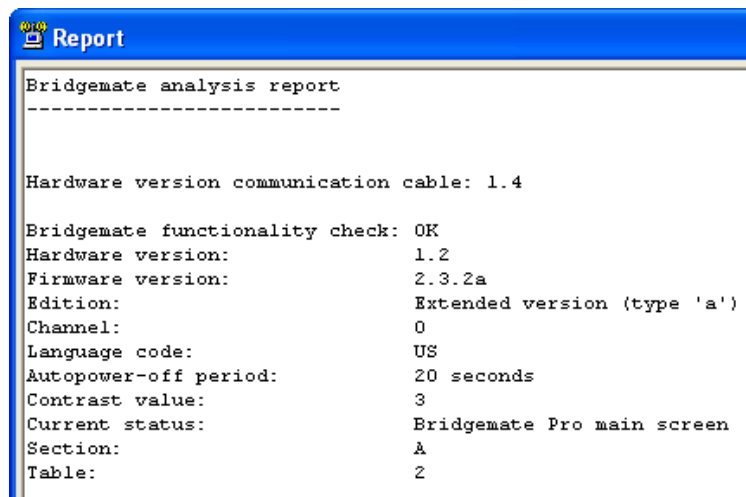 Report
Bridgemate analysis report
--------------------------
Hardware version communication cable: 1.4
Bridgemate functionality check: OK
Hardware version: 1.2
Firmware version: 2.3.2a
Edition: Extended version (type 'a')
Channel: 0
Language code: US
Autopower-off period: 20 seconds
Contrast value: 3
Current status: Bridgemate Pro main screen
Section: A
Table: 2